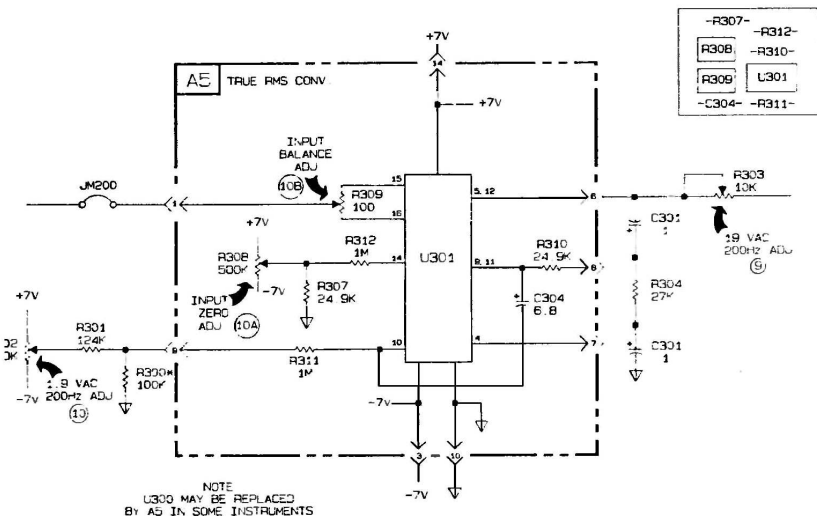 +7V
14
A5 TRUE RMS CONV.
+7V
INPUT
BALANCE
ADJ
10B
15
R309
100
16
JM200
1
+7V
R308
500K
-7V
INPUT
ZERO
ADJ 10A
R312
1M
14
R307
24.9K
U301
5, 12
6
9, 11
R310
24.9K
8
C304
6.8
4
7
10
R311
1M
9
+7V
R301
124K
-7V
1.9 VAC
200Hz ADJ
10
100K
-7V
3
10
-7V
R303
10K
19 VAC
200Hz ADJ
9
C301
1
R304
27K
C301
1
-R307-
-R312-
R308
-R310-
R309
U301
-C304-
-R311-
NOTE
U300 MAY BE REPLACED
BY A5 IN SOME INSTRUMENTS